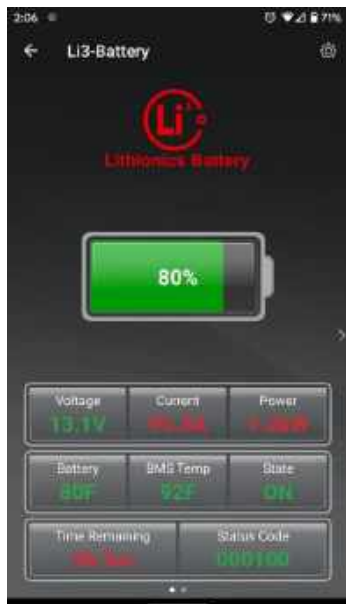 2:06
71%
Li3-Battery
Li3
Lithionics Battery
80%
Voltage Current Power
13.1V
Battery BMS Temp State
80F 92F ON
Time Remaining Status Code
000100